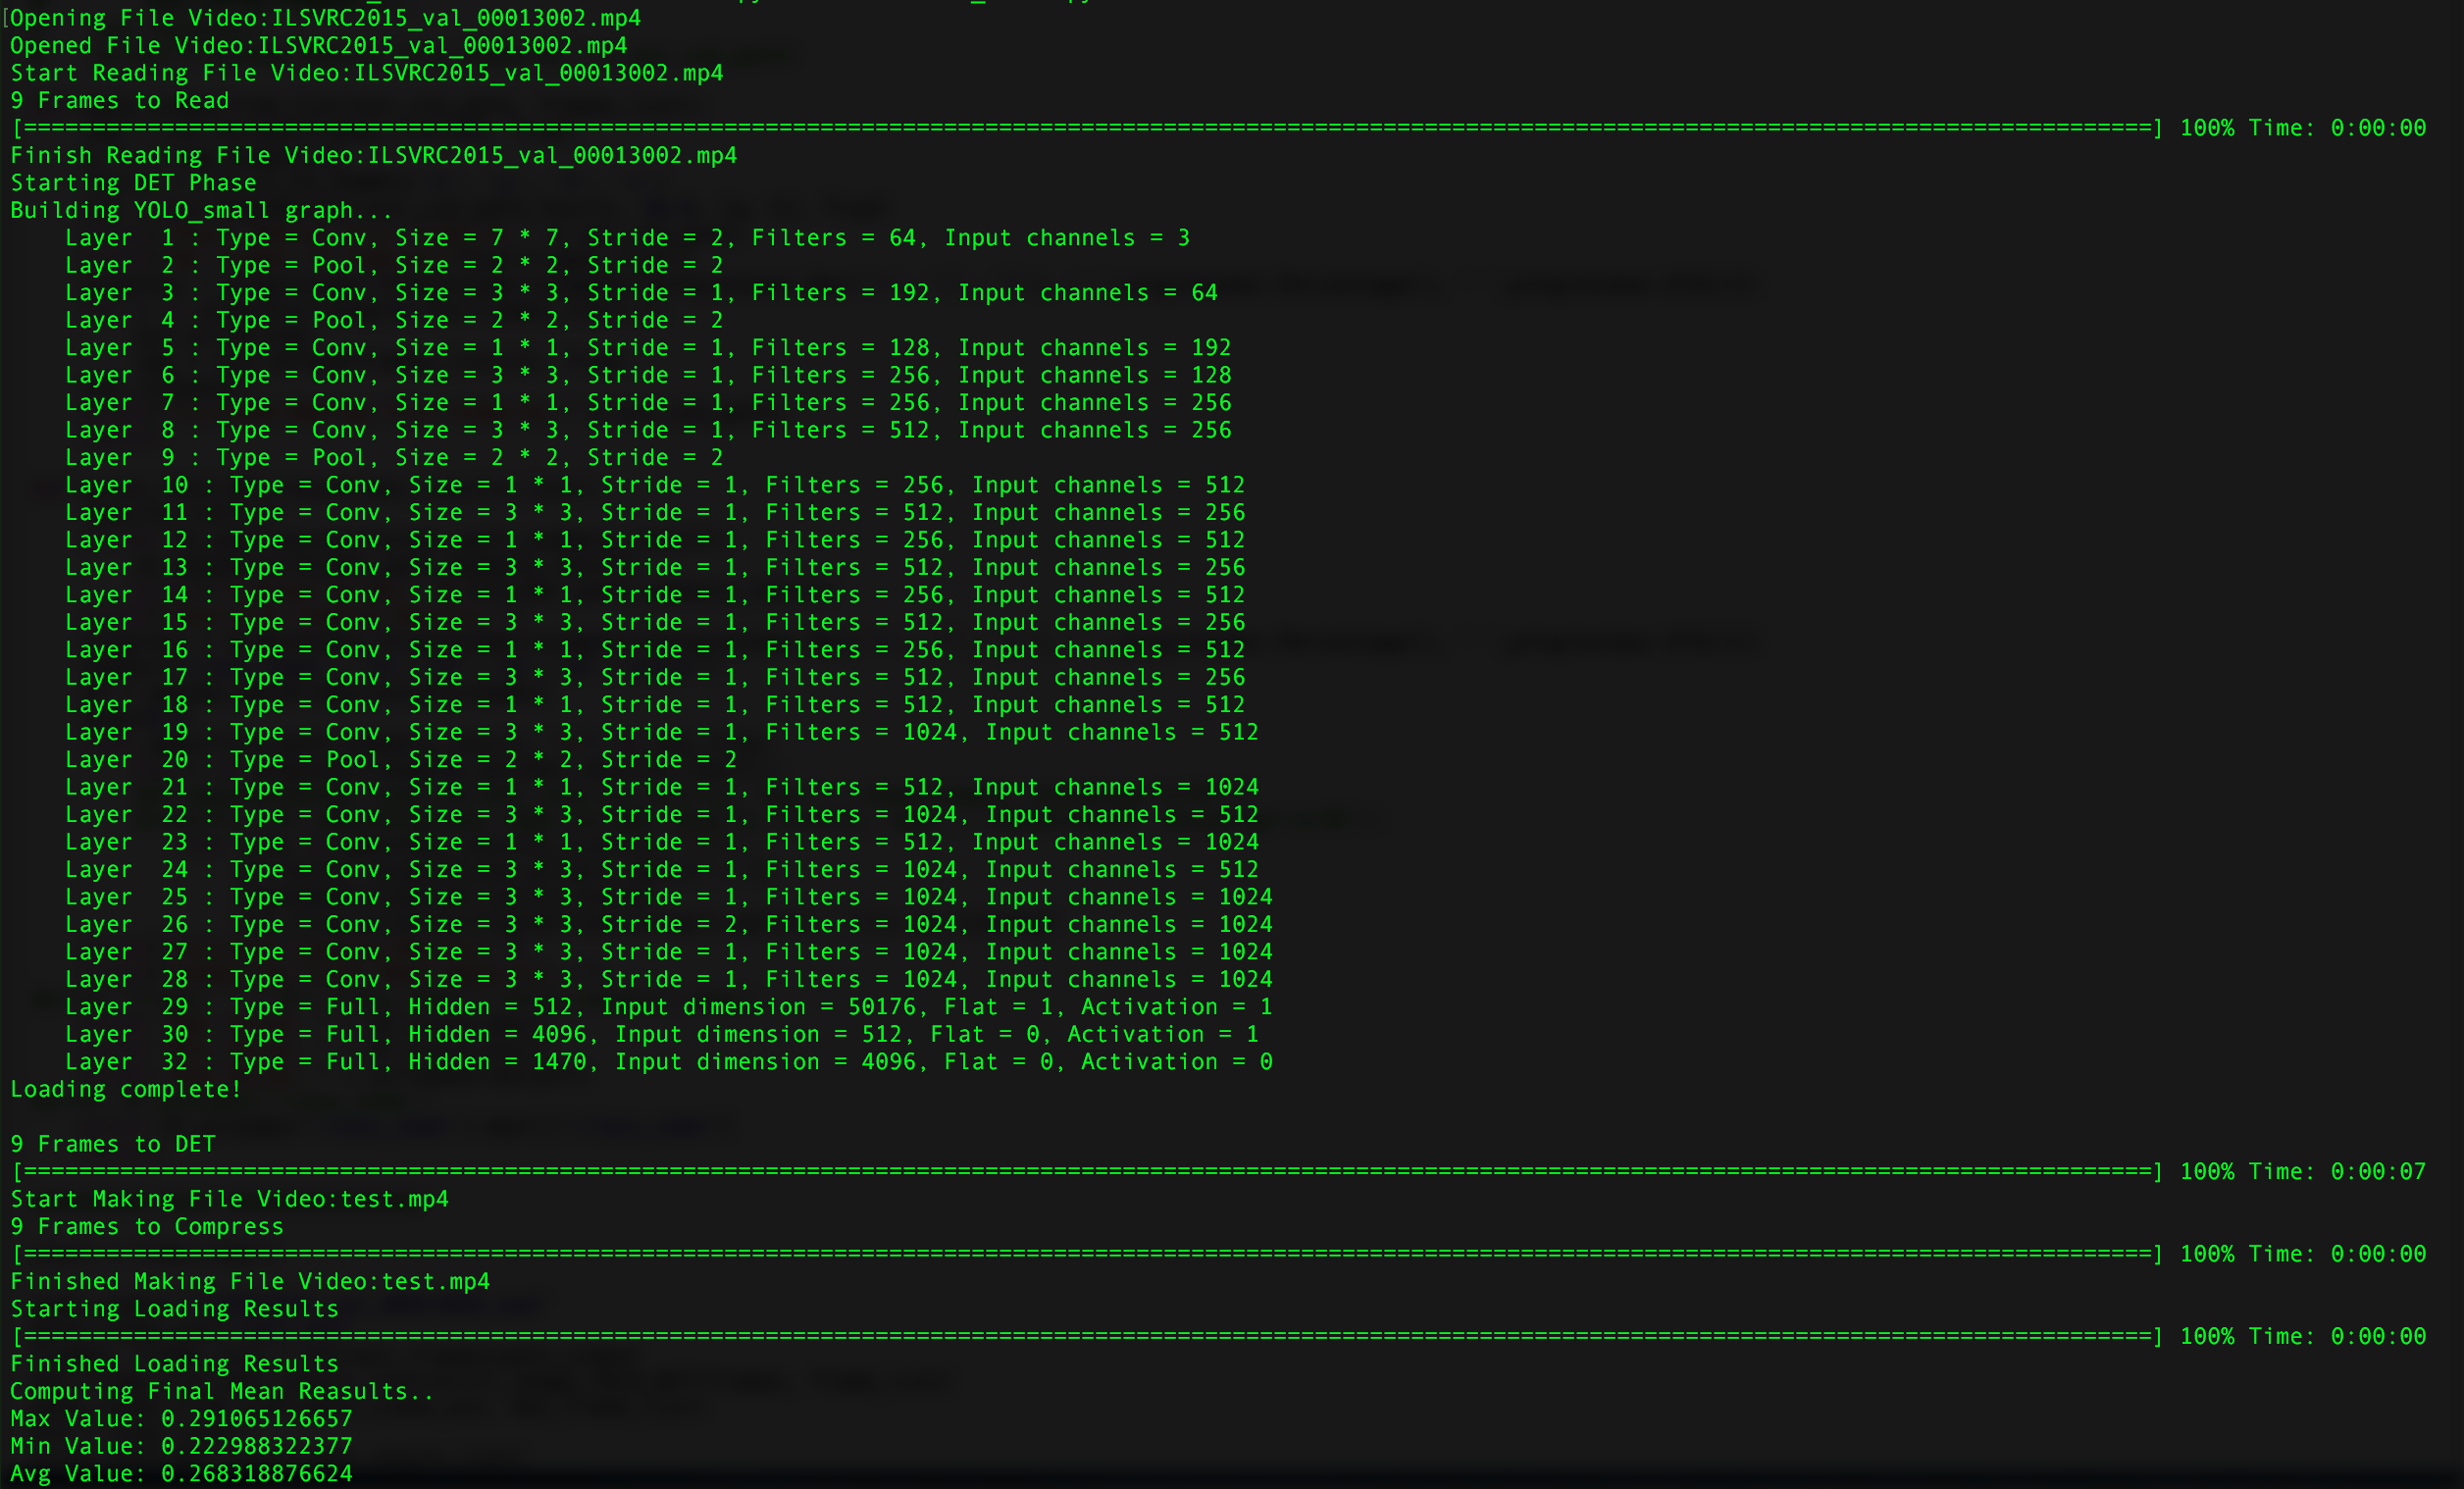 [Opening File Video:ILSVRC2015_val_00013002.mp4
Opened File Video:ILSVRC2015_val_00013002.mp4
Start Reading File Video:ILSVRC2015_val_00013002.mp4
9 Frames to Read
[===========================================================================================================================================================] 100% Time: 0:00:00
Finish Reading File Video:ILSVRC2015_val_00013002.mp4
Starting DET Phase
Building YOLO_small graph...
    Layer  1 : Type = Conv, Size = 7 * 7, Stride = 2, Filters = 64, Input channels = 3
    Layer  2 : Type = Pool, Size = 2 * 2, Stride = 2
    Layer  3 : Type = Conv, Size = 3 * 3, Stride = 1, Filters = 192, Input channels = 64
    Layer  4 : Type = Pool, Size = 2 * 2, Stride = 2
    Layer  5 : Type = Conv, Size = 1 * 1, Stride = 1, Filters = 128, Input channels = 192
    Layer  6 : Type = Conv, Size = 3 * 3, Stride = 1, Filters = 256, Input channels = 128
    Layer  7 : Type = Conv, Size = 1 * 1, Stride = 1, Filters = 256, Input channels = 256
    Layer  8 : Type = Conv, Size = 3 * 3, Stride = 1, Filters = 512, Input channels = 256
    Layer  9 : Type = Pool, Size = 2 * 2, Stride = 2
    Layer  10 : Type = Conv, Size = 1 * 1, Stride = 1, Filters = 256, Input channels = 512
    Layer  11 : Type = Conv, Size = 3 * 3, Stride = 1, Filters = 512, Input channels = 256
    Layer  12 : Type = Conv, Size = 1 * 1, Stride = 1, Filters = 256, Input channels = 512
    Layer  13 : Type = Conv, Size = 3 * 3, Stride = 1, Filters = 512, Input channels = 256
    Layer  14 : Type = Conv, Size = 1 * 1, Stride = 1, Filters = 256, Input channels = 512
    Layer  15 : Type = Conv, Size = 3 * 3, Stride = 1, Filters = 512, Input channels = 256
    Layer  16 : Type = Conv, Size = 1 * 1, Stride = 1, Filters = 256, Input channels = 512
    Layer  17 : Type = Conv, Size = 3 * 3, Stride = 1, Filters = 512, Input channels = 256
    Layer  18 : Type = Conv, Size = 1 * 1, Stride = 1, Filters = 512, Input channels = 512
    Layer  19 : Type = Conv, Size = 3 * 3, Stride = 1, Filters = 1024, Input channels = 512
    Layer  20 : Type = Pool, Size = 2 * 2, Stride = 2
    Layer  21 : Type = Conv, Size = 1 * 1, Stride = 1, Filters = 512, Input channels = 1024
    Layer  22 : Type = Conv, Size = 3 * 3, Stride = 1, Filters = 1024, Input channels = 512
    Layer  23 : Type = Conv, Size = 1 * 1, Stride = 1, Filters = 512, Input channels = 1024
    Layer  24 : Type = Conv, Size = 3 * 3, Stride = 1, Filters = 1024, Input channels = 512
    Layer  25 : Type = Conv, Size = 3 * 3, Stride = 1, Filters = 1024, Input channels = 1024
    Layer  26 : Type = Conv, Size = 3 * 3, Stride = 2, Filters = 1024, Input channels = 1024
    Layer  27 : Type = Conv, Size = 3 * 3, Stride = 1, Filters = 1024, Input channels = 1024
    Layer  28 : Type = Conv, Size = 3 * 3, Stride = 1, Filters = 1024, Input channels = 1024
    Layer  29 : Type = Full, Hidden = 512, Input dimension = 50176, Flat = 1, Activation = 1
    Layer  30 : Type = Full, Hidden = 4096, Input dimension = 512, Flat = 0, Activation = 1
    Layer  32 : Type = Full, Hidden = 1470, Input dimension = 4096, Flat = 0, Activation = 0
Loading complete!
9 Frames to DET
[===========================================================================================================================================================] 100% Time: 0:00:07
Start Making File Video:test.mp4
9 Frames to Compress
[===========================================================================================================================================================] 100% Time: 0:00:00
Finished Making File Video:test.mp4
Starting Loading Results
[===========================================================================================================================================================] 100% Time: 0:00:00
Finished Loading Results
Computing Final Mean Reasults..
Max Value: 0.291065126657
Min Value: 0.222988322377
Avg Value: 0.268318876624